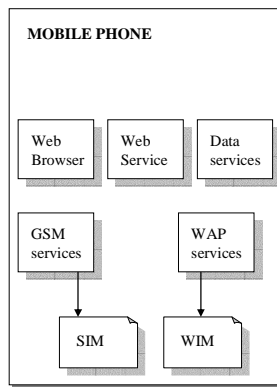 MOBILE PHONE
Web
Browser
Web
Service
Data
services
GSM
services
WAP
services
SIM
WIM